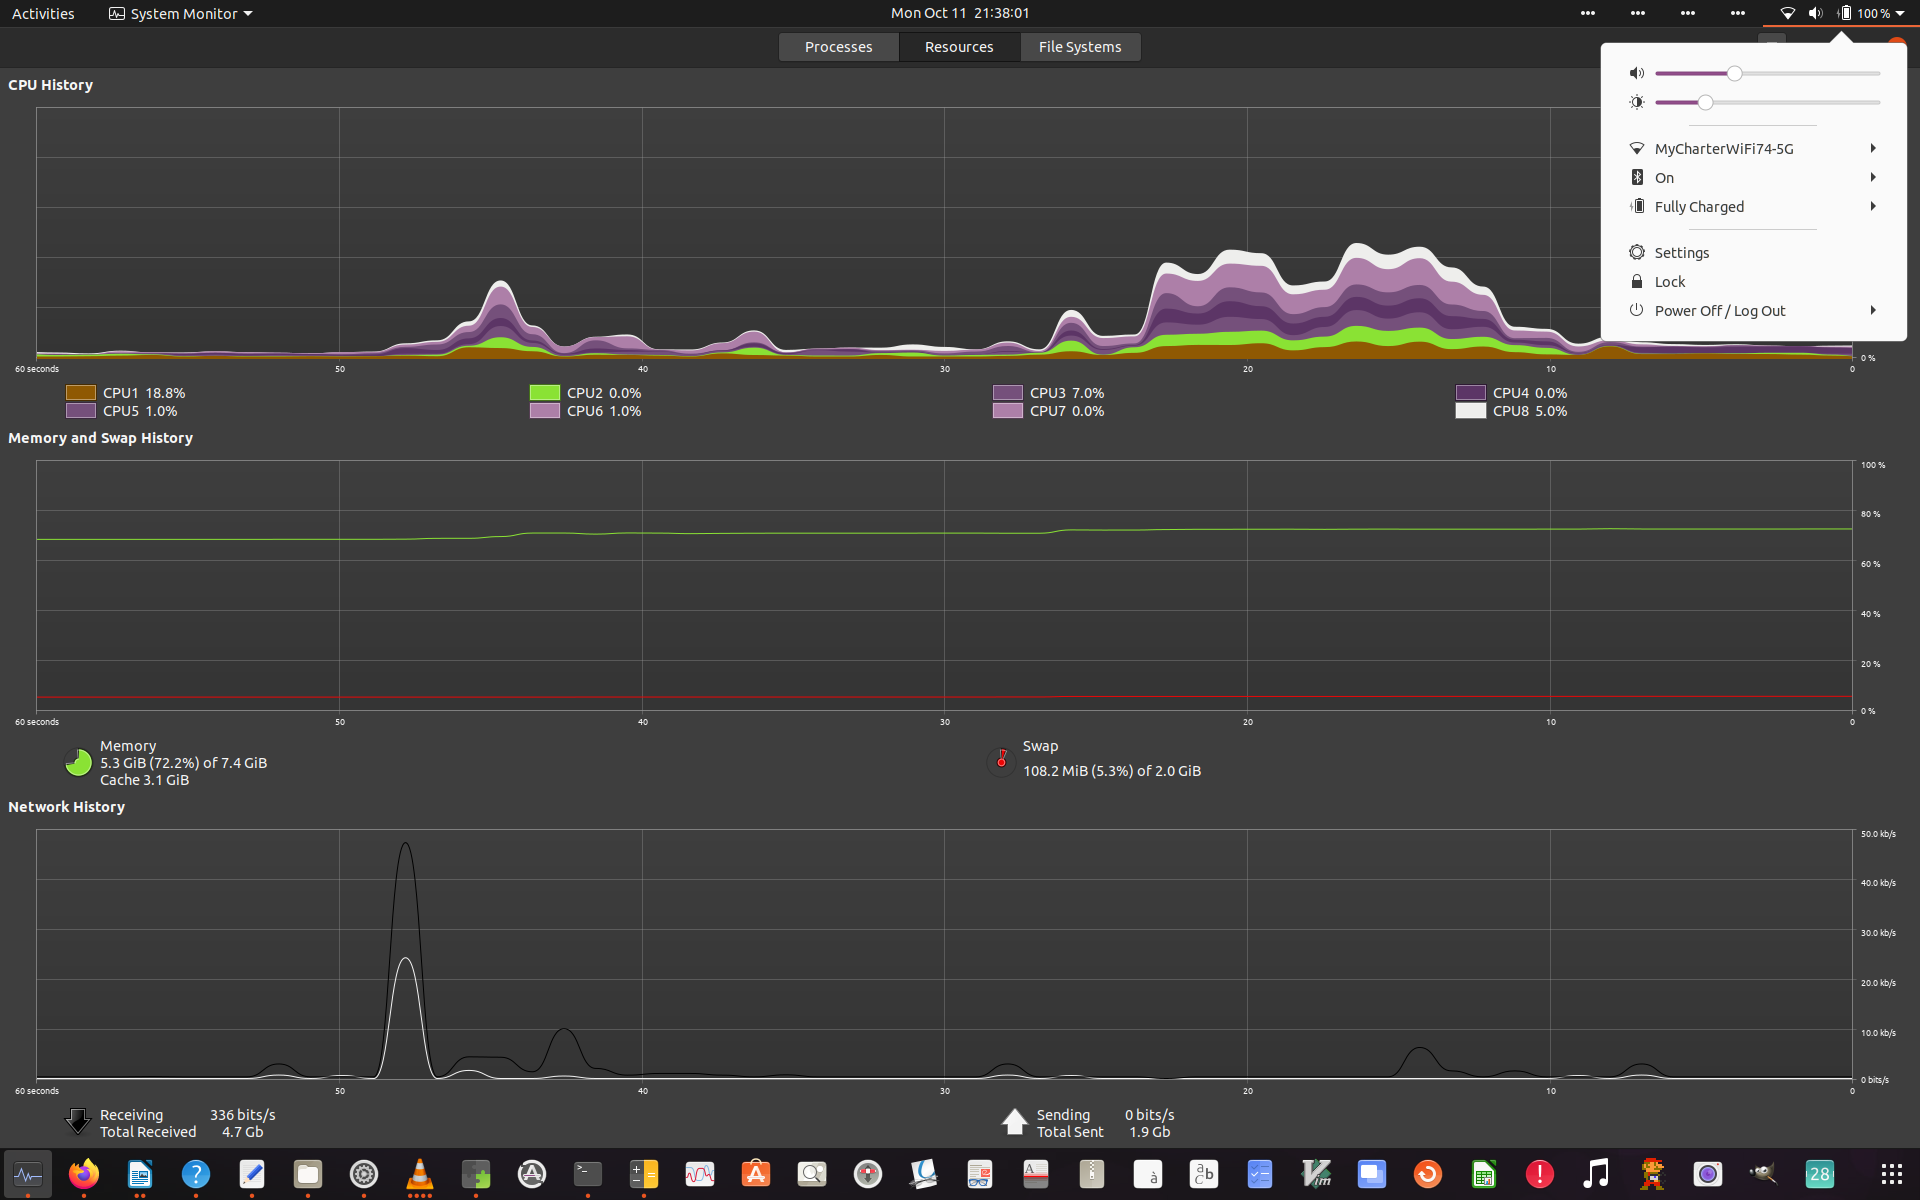 Activities
System Monitor
Mon Oct 11 21:38:01
100 %
Processes
Resources
File Systems
CPU History
60 seconds 50 40 30 20 10 0
0 %
CPU1 18.8% CPU2 0.0% CPU3 7.0% CPU4 0.0%
CPU5 1.0% CPU6 1.0% CPU7 0.0% CPU8 5.0%
MyCharterWiFi74-5G
On
Fully Charged
Settings
Lock
Power Off / Log Out
Memory and Swap History
100 %
80 %
60 %
40 %
20 %
0 %
60 seconds 50 40 30 20 10 0
Memory
5.3 GiB (72.2%) of 7.4 GiB
Cache 3.1 GiB
Swap
108.2 MiB (5.3%) of 2.0 GiB
Network History
50.0 kb/s
40.0 kb/s
30.0 kb/s
20.0 kb/s
10.0 kb/s
0 bits/s
60 seconds 50 40 30 20 10 0
Receiving 336 bits/s
Total Received 4.7 Gb
Sending 0 bits/s
Total Sent 1.9 Gb
?
>_
A
à
a b c
Vim
!
28